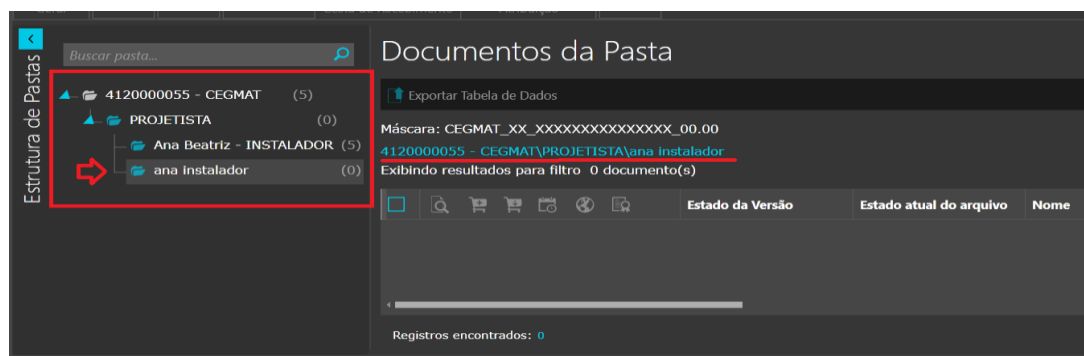 Estrutura de Pastas
Buscar pasta...
4120000055 - CEGMAT (5)
PROJETISTA (0)
Ana Beatriz - INSTALADOR (5)
ana instalador (0)
Documentos da Pasta
Exportar Tabela de Dados
Máscara: CEGMAT_XX_XXXXXXXXXXXXXXX_00.00
4120000055 - CEGMAT\PROJETISTA\ana instalador
Exibindo resultados para filtro 0 documento(s)
Estado da Versão Estado atual do arquivo Nome
Registros encontrados: 0